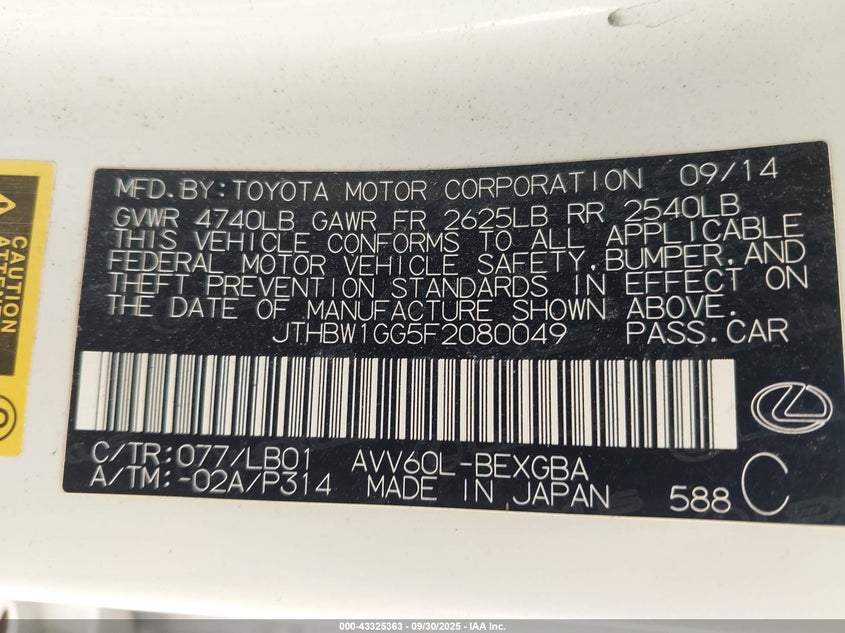 CAUTION
ATTENTION
MFD.BY:TOYOTA MOTOR CORPORATION 09/14
GVWR 4740LB GAWR FR 2625LB RR 2540LB
THIS VEHICLE CONFORMS TO ALL APPLICABLE
FEDERAL MOTOR VEHICLE SAFETY,BUMPER,AND
THEFT PREVENTION STANDARDS IN EFFECT ON
THE DATE OF MANUFACTURE SHOWN ABOVE.
JTHBW1GG5F2080049 PASS.CAR
C/TR:077/LB01 AVV60L-BEXGBA
A/TM:-02A/P314 MADE IN JAPAN 588 C
000-43325363 - 09/30/2025 - IAA Inc.